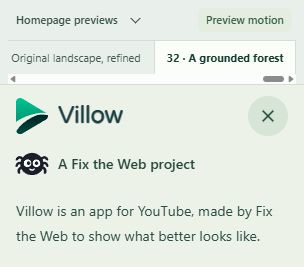 Homepage previews
Preview motion
Original landscape, refined
32 · A grounded forest
Villow
A Fix the Web project
Villow is an app for YouTube, made by Fix
the Web to show what better looks like.